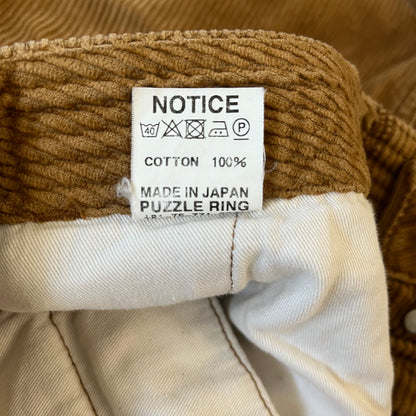 NOTICE
40 P
COTTON 100%
MADE IN JAPAN
PUZZLE RING